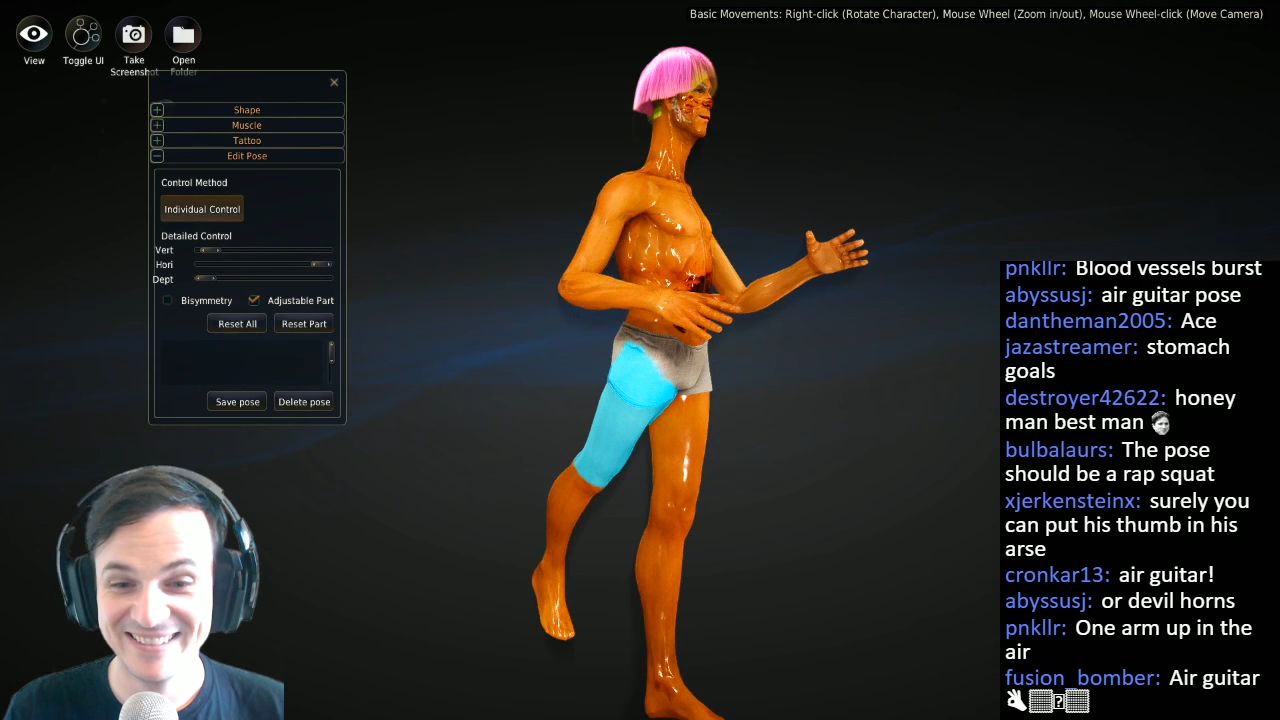 Basic Movements: Right-click (Rotate Character), Mouse Wheel (Zoom in/out), Mouse Wheel-click (Move Camera)
View
Toggle UI
Take
Screenshot
Open
Folder
Shape
Muscle
Tattoo
Edit Pose
Control Method
Individual Control
Detailed Control
Vert
Hori
Dept
Bisymmetry
Adjustable Part
Reset All
Reset Part
Save pose
Delete pose
pnkllr: Blood vessels burst
abyssusj: air guitar pose
dantheman2005: Ace
jazastreamer: stomach
goals
destroyer42622: honey
man best man
bulbalaurs: The pose
should be a rap squat
xjerkensteinx: surely you
can put his thumb in his
arse
cronkar13: air guitar!
abyssusj: or devil horns
pnkllr: One arm up in the
air
fusion_bomber: Air guitar